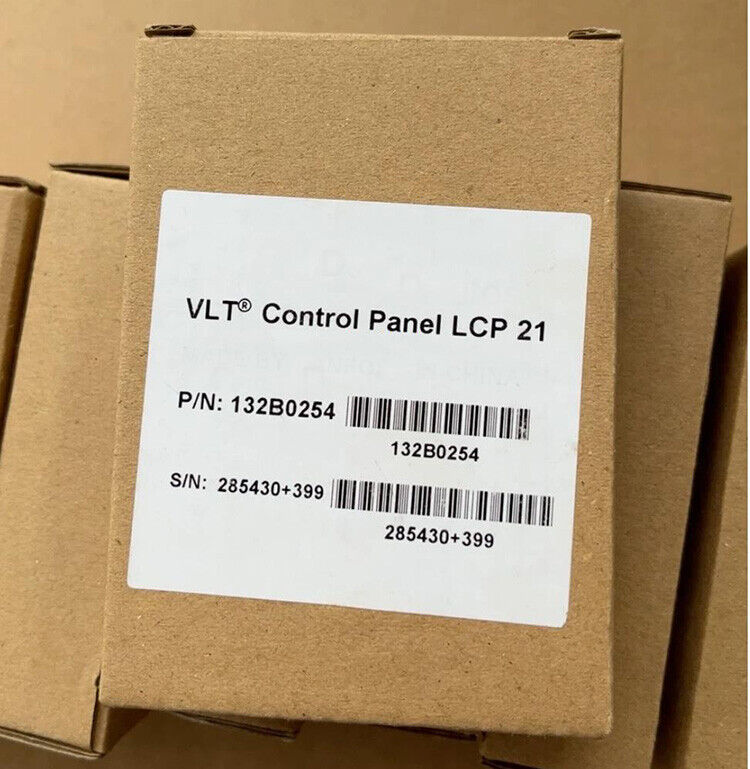 VLT® Control Panel LCP 21
P/N: 132B0254
132B0254
S/N: 285430+399
285430+399